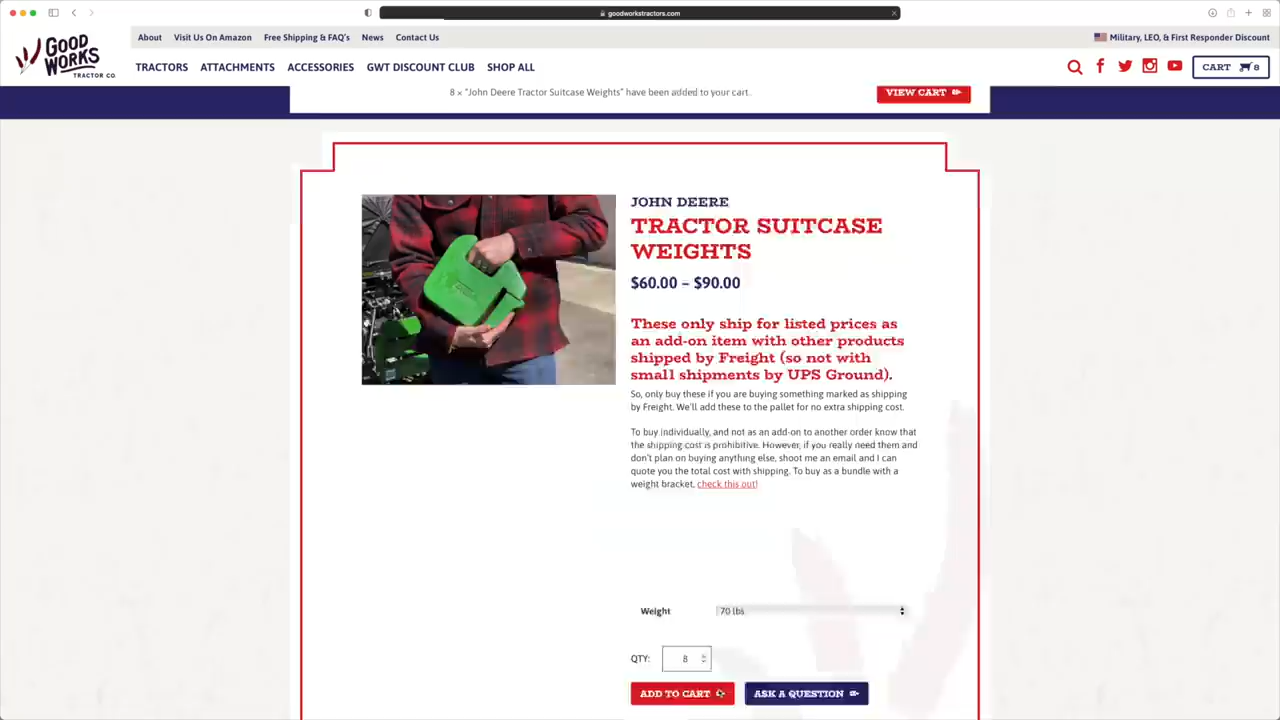 goodworkstractors.com
About Visit Us On Amazon Free Shipping & FAQ's News Contact Us
Military, LEO, & First Responder Discount
GOOD WORKS TRACTOR CO.
TRACTORS ATTACHMENTS ACCESSORIES GWT DISCOUNT CLUB SHOP ALL
CART 8
8 × "John Deere Tractor Suitcase Weights" have been added to your cart.
VIEW CART
JOHN DEERE
TRACTOR SUITCASE
WEIGHTS
$60.00 – $90.00
These only ship for listed prices as
an add-on item with other products
shipped by Freight (so not with
small shipments by UPS Ground).
So, only buy these if you are buying something marked as shipping
by Freight. We'll add these to the pallet for no extra shipping cost.
To buy individually, and not as an add-on to another order know that
the shipping cost is prohibitive. However, if you really need them and
don't plan on buying anything else, shoot me an email and I can
quote you the total cost with shipping. To buy as a bundle with a
weight bracket, check this out!
Weight 70 lbs
QTY: 8
ADD TO CART ASK A QUESTION